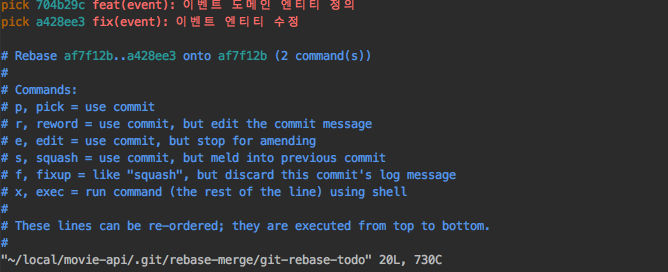 pick 704b29c feat(event): 이벤트 도메인 엔티티 정의
pick a428ee3 fix(event): 이벤트 엔티티 수정
# Rebase af7f12b..a428ee3 onto af7f12b (2 command(s))
#
# Commands:
# p, pick = use commit
# r, reword = use commit, but edit the commit message
# e, edit = use commit, but stop for amending
# s, squash = use commit, but meld into previous commit
# f, fixup = like "squash", but discard this commit's log message
# x, exec = run command (the rest of the line) using shell
#
# These lines can be re-ordered; they are executed from top to bottom.
#
"~/local/movie-api/.git/rebase-merge/git-rebase-todo" 20L, 730C